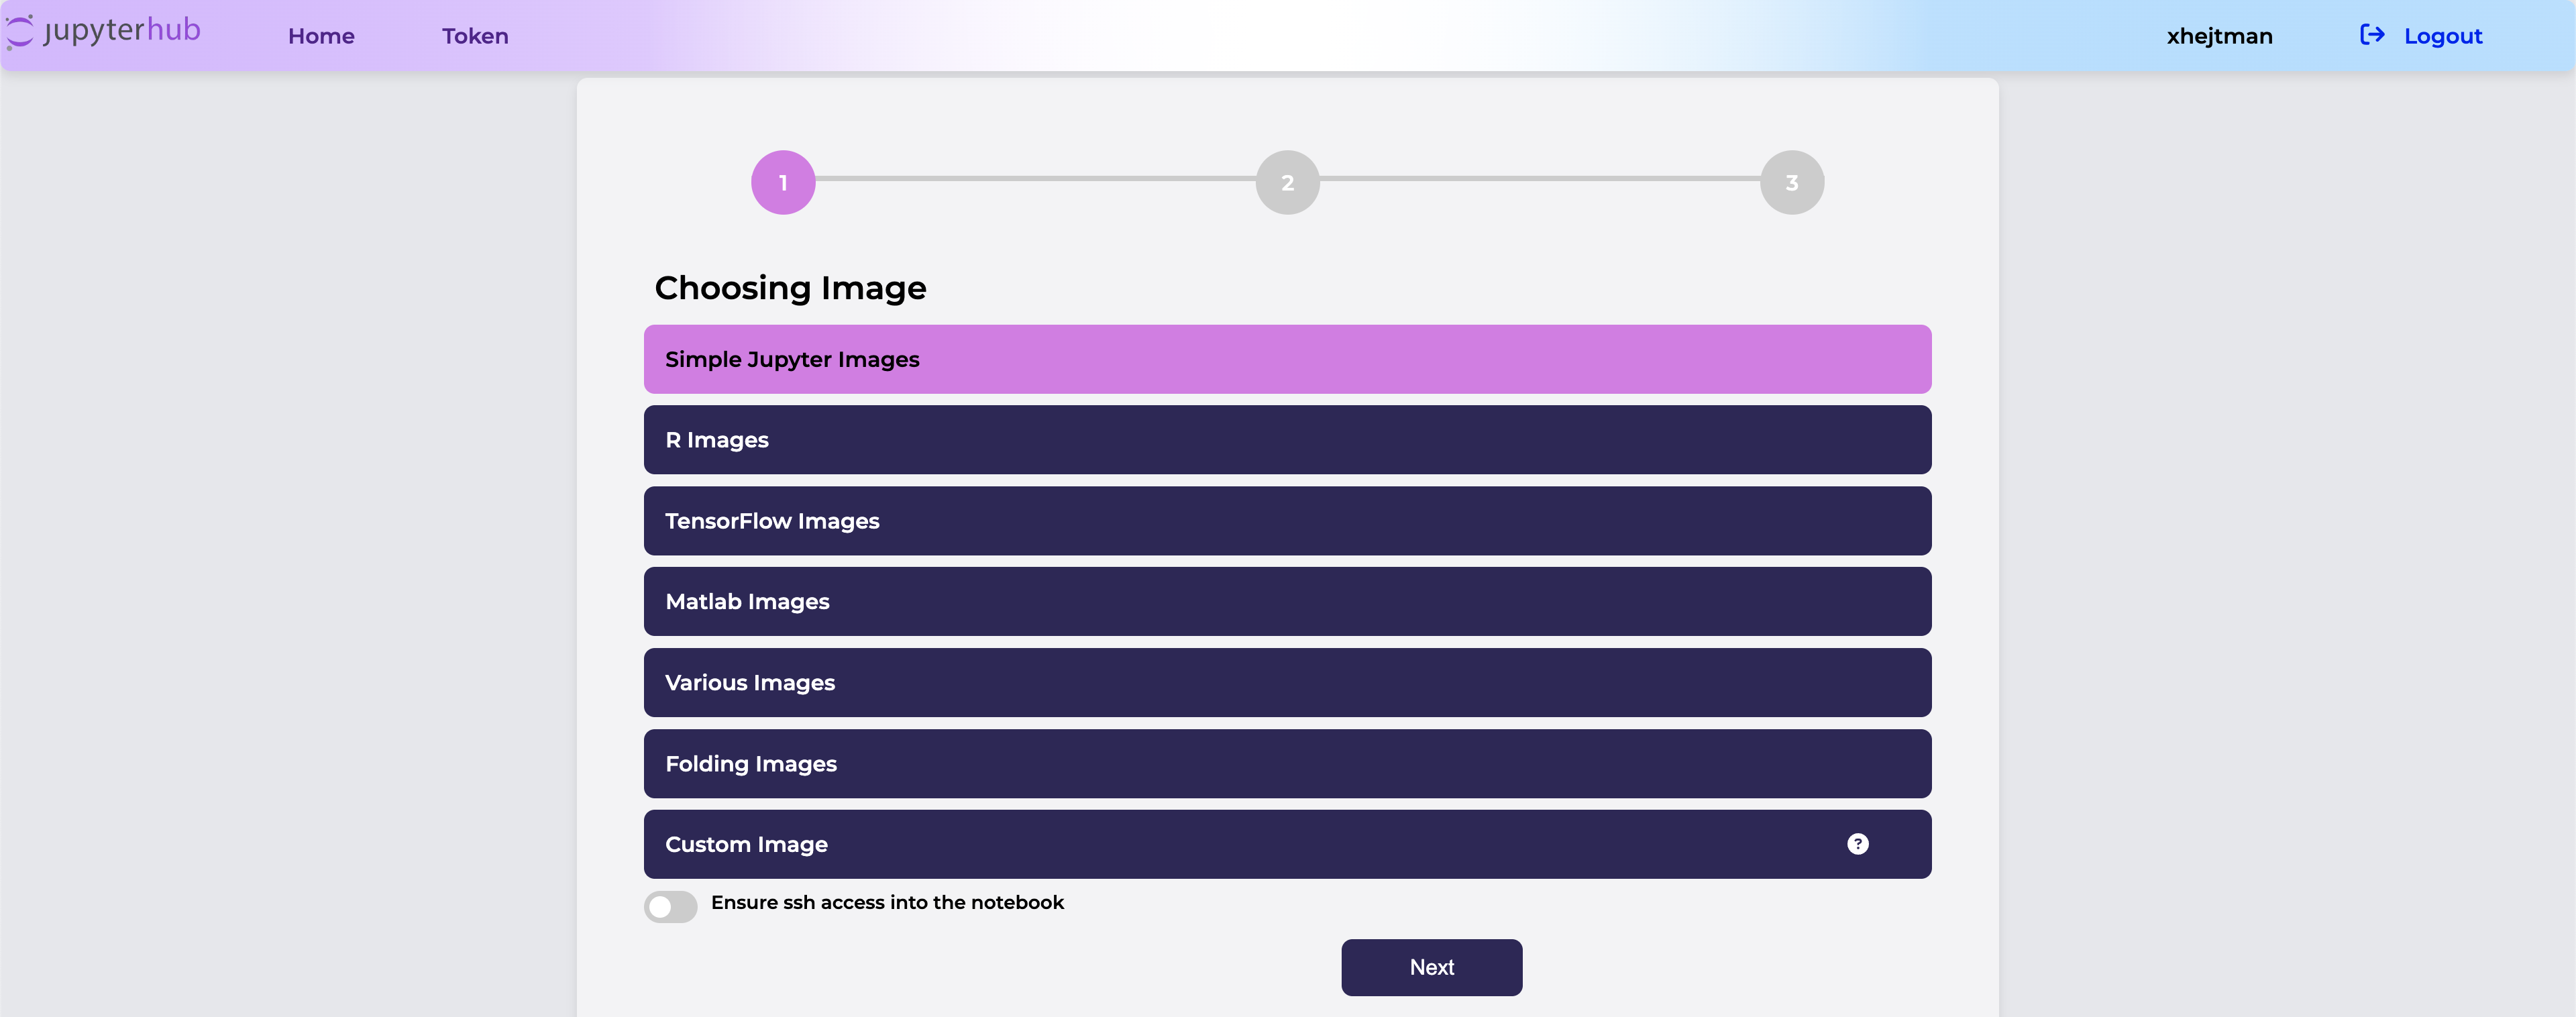 jupyterhub Home Token xhejtman Logout
1 2 3
Choosing Image
Simple Jupyter Images
R Images
TensorFlow Images
Matlab Images
Various Images
Folding Images
Custom Image ?
Ensure ssh access into the notebook
Next